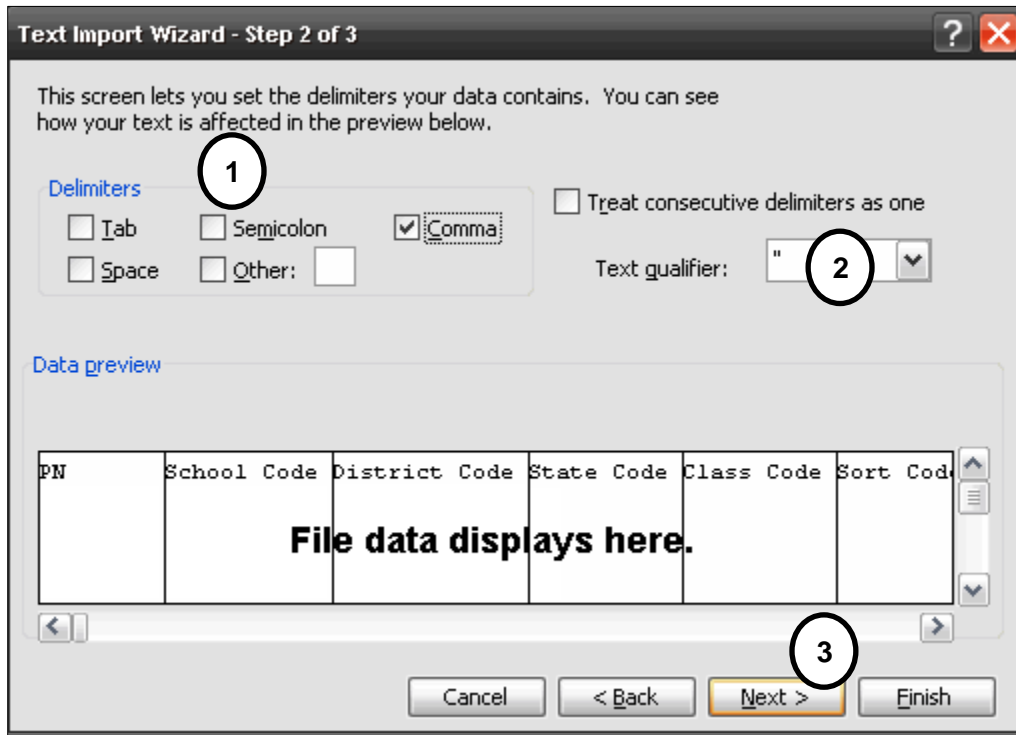 Text Import Wizard - Step 2 of 3
?
This screen lets you set the delimiters your data contains. You can see
how your text is affected in the preview below.
1
Delimiters
Tab Semicolon Comma
Space Other:
Treat consecutive delimiters as one
Text qualifier: " 2
Data preview
PN School Code District Code State Code Class Code Sort Cod
File data displays here.
3
Cancel < Back Next > Finish